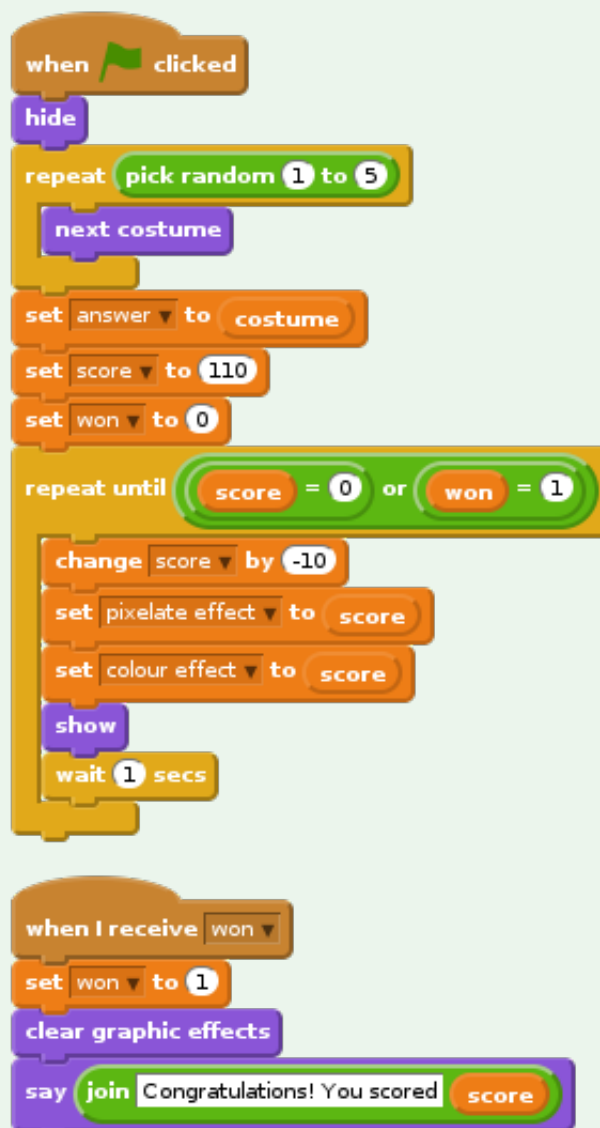 when clicked
hide
repeat pick random 1 to 5
next costume
set answer to costume
set score to 110
set won to 0
repeat until score = 0 or won = 1
change score by -10
set pixelate effect to score
set colour effect to score
show
wait 1 secs
when I receive won
set won to 1
clear graphic effects
say join Congratulations! You scored score